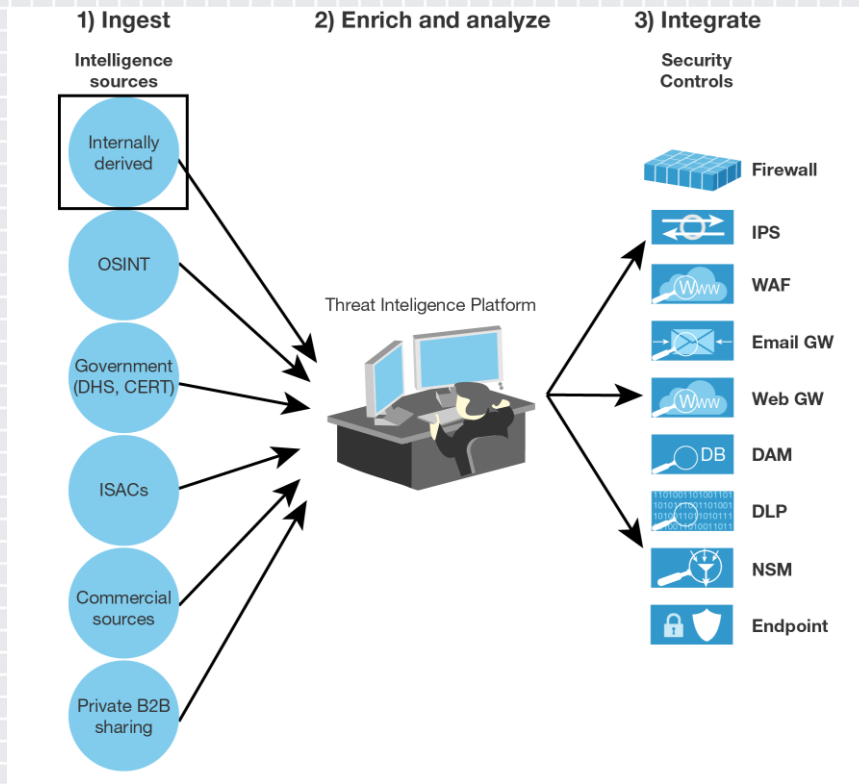 1) Ingest
2) Enrich and analyze
3) Integrate
Intelligence
sources
Security
Controls
Internally
derived
OSINT
Government
(DHS, CERT)
ISACs
Commercial
sources
Private B2B
sharing
Threat Inteligence Platform
Firewall
IPS
Www
WAF
Email GW
Www
Web GW
DB
DAM
DLP
NSM
Endpoint